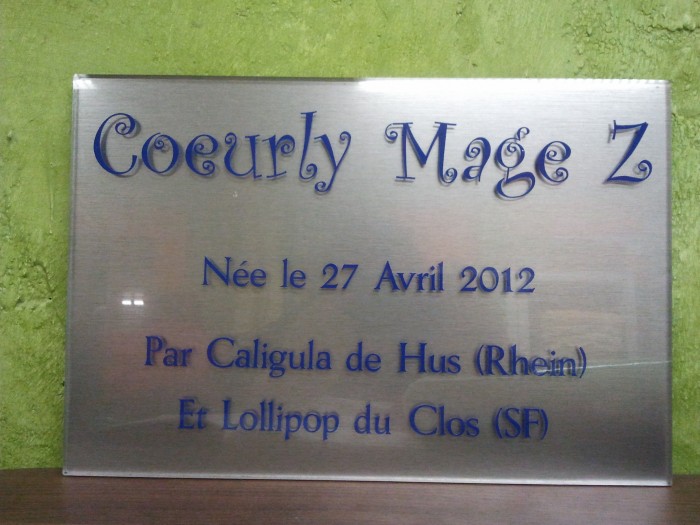 Coeurly Mage Z
Née le 27 Avril 2012
Par Caligula de Hus (Rhein)
Et Lollipop du Clos (SF)